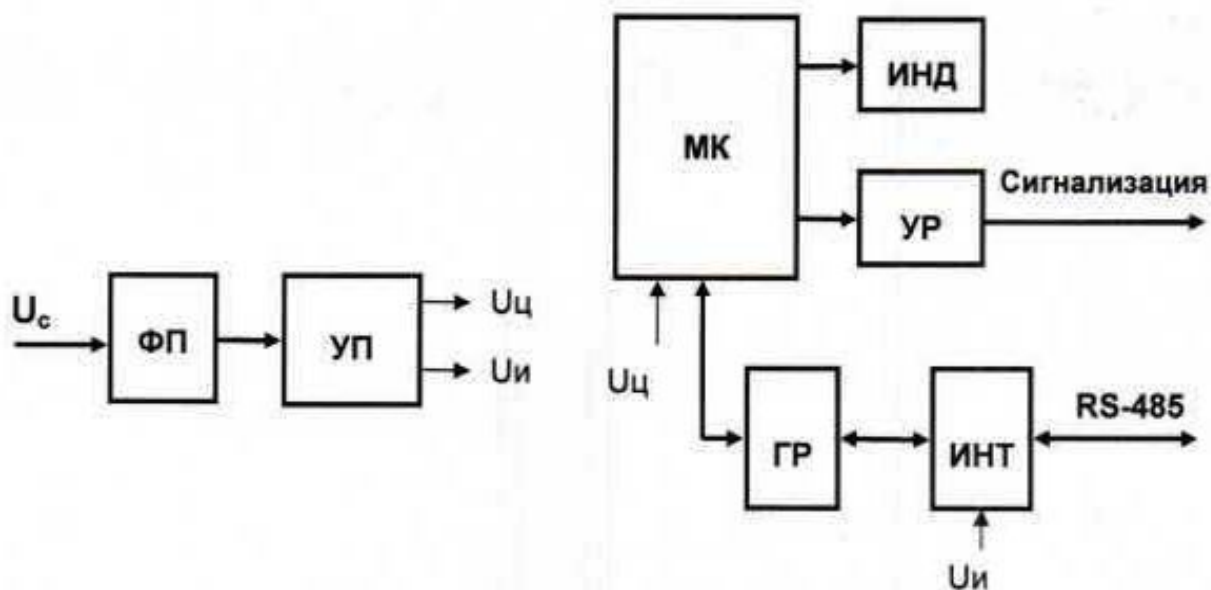 МК
ИНД
УР
Сигнализация
Uс
ФП
УП
Uц
Uи
Uц
ГР
ИНТ
RS-485
Uи